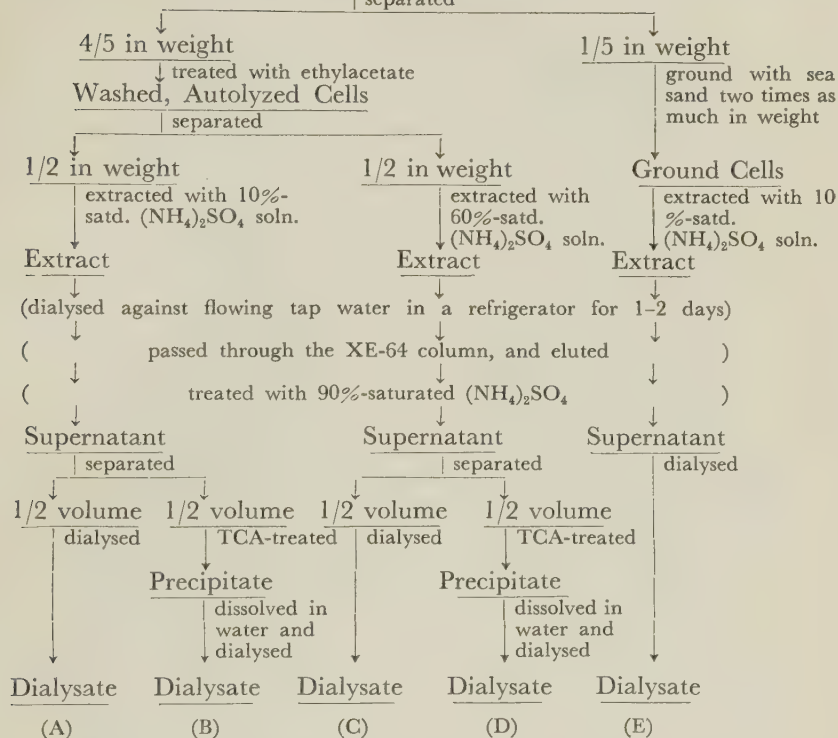 separated
4/5 in weight 1/5 in weight
treated with ethylacetate ground with sea
Washed, Autolyzed Cells sand two times as
separated much in weight
1/2 in weight 1/2 in weight Ground Cells
extracted with 10%- extracted with extracted with 10
satd. (NH₄)₂SO₄ soln. 60%-satd. %-satd.
(NH₄)₂SO₄ soln. (NH₄)₂SO₄ soln.
Extract Extract Extract
(dialysed against flowing tap water in a refrigerator for 1–2 days)
( passed through the XE-64 column, and eluted )
( treated with 90%-saturated (NH₄)₂SO₄ )
Supernatant Supernatant Supernatant
separated separated dialysed
1/2 volume 1/2 volume 1/2 volume 1/2 volume
dialysed TCA-treated dialysed TCA-treated
Precipitate Precipitate
dissolved in dissolved in
water and water and
dialysed dialysed
Dialysate Dialysate Dialysate Dialysate Dialysate
(A) (B) (C) (D) (E)